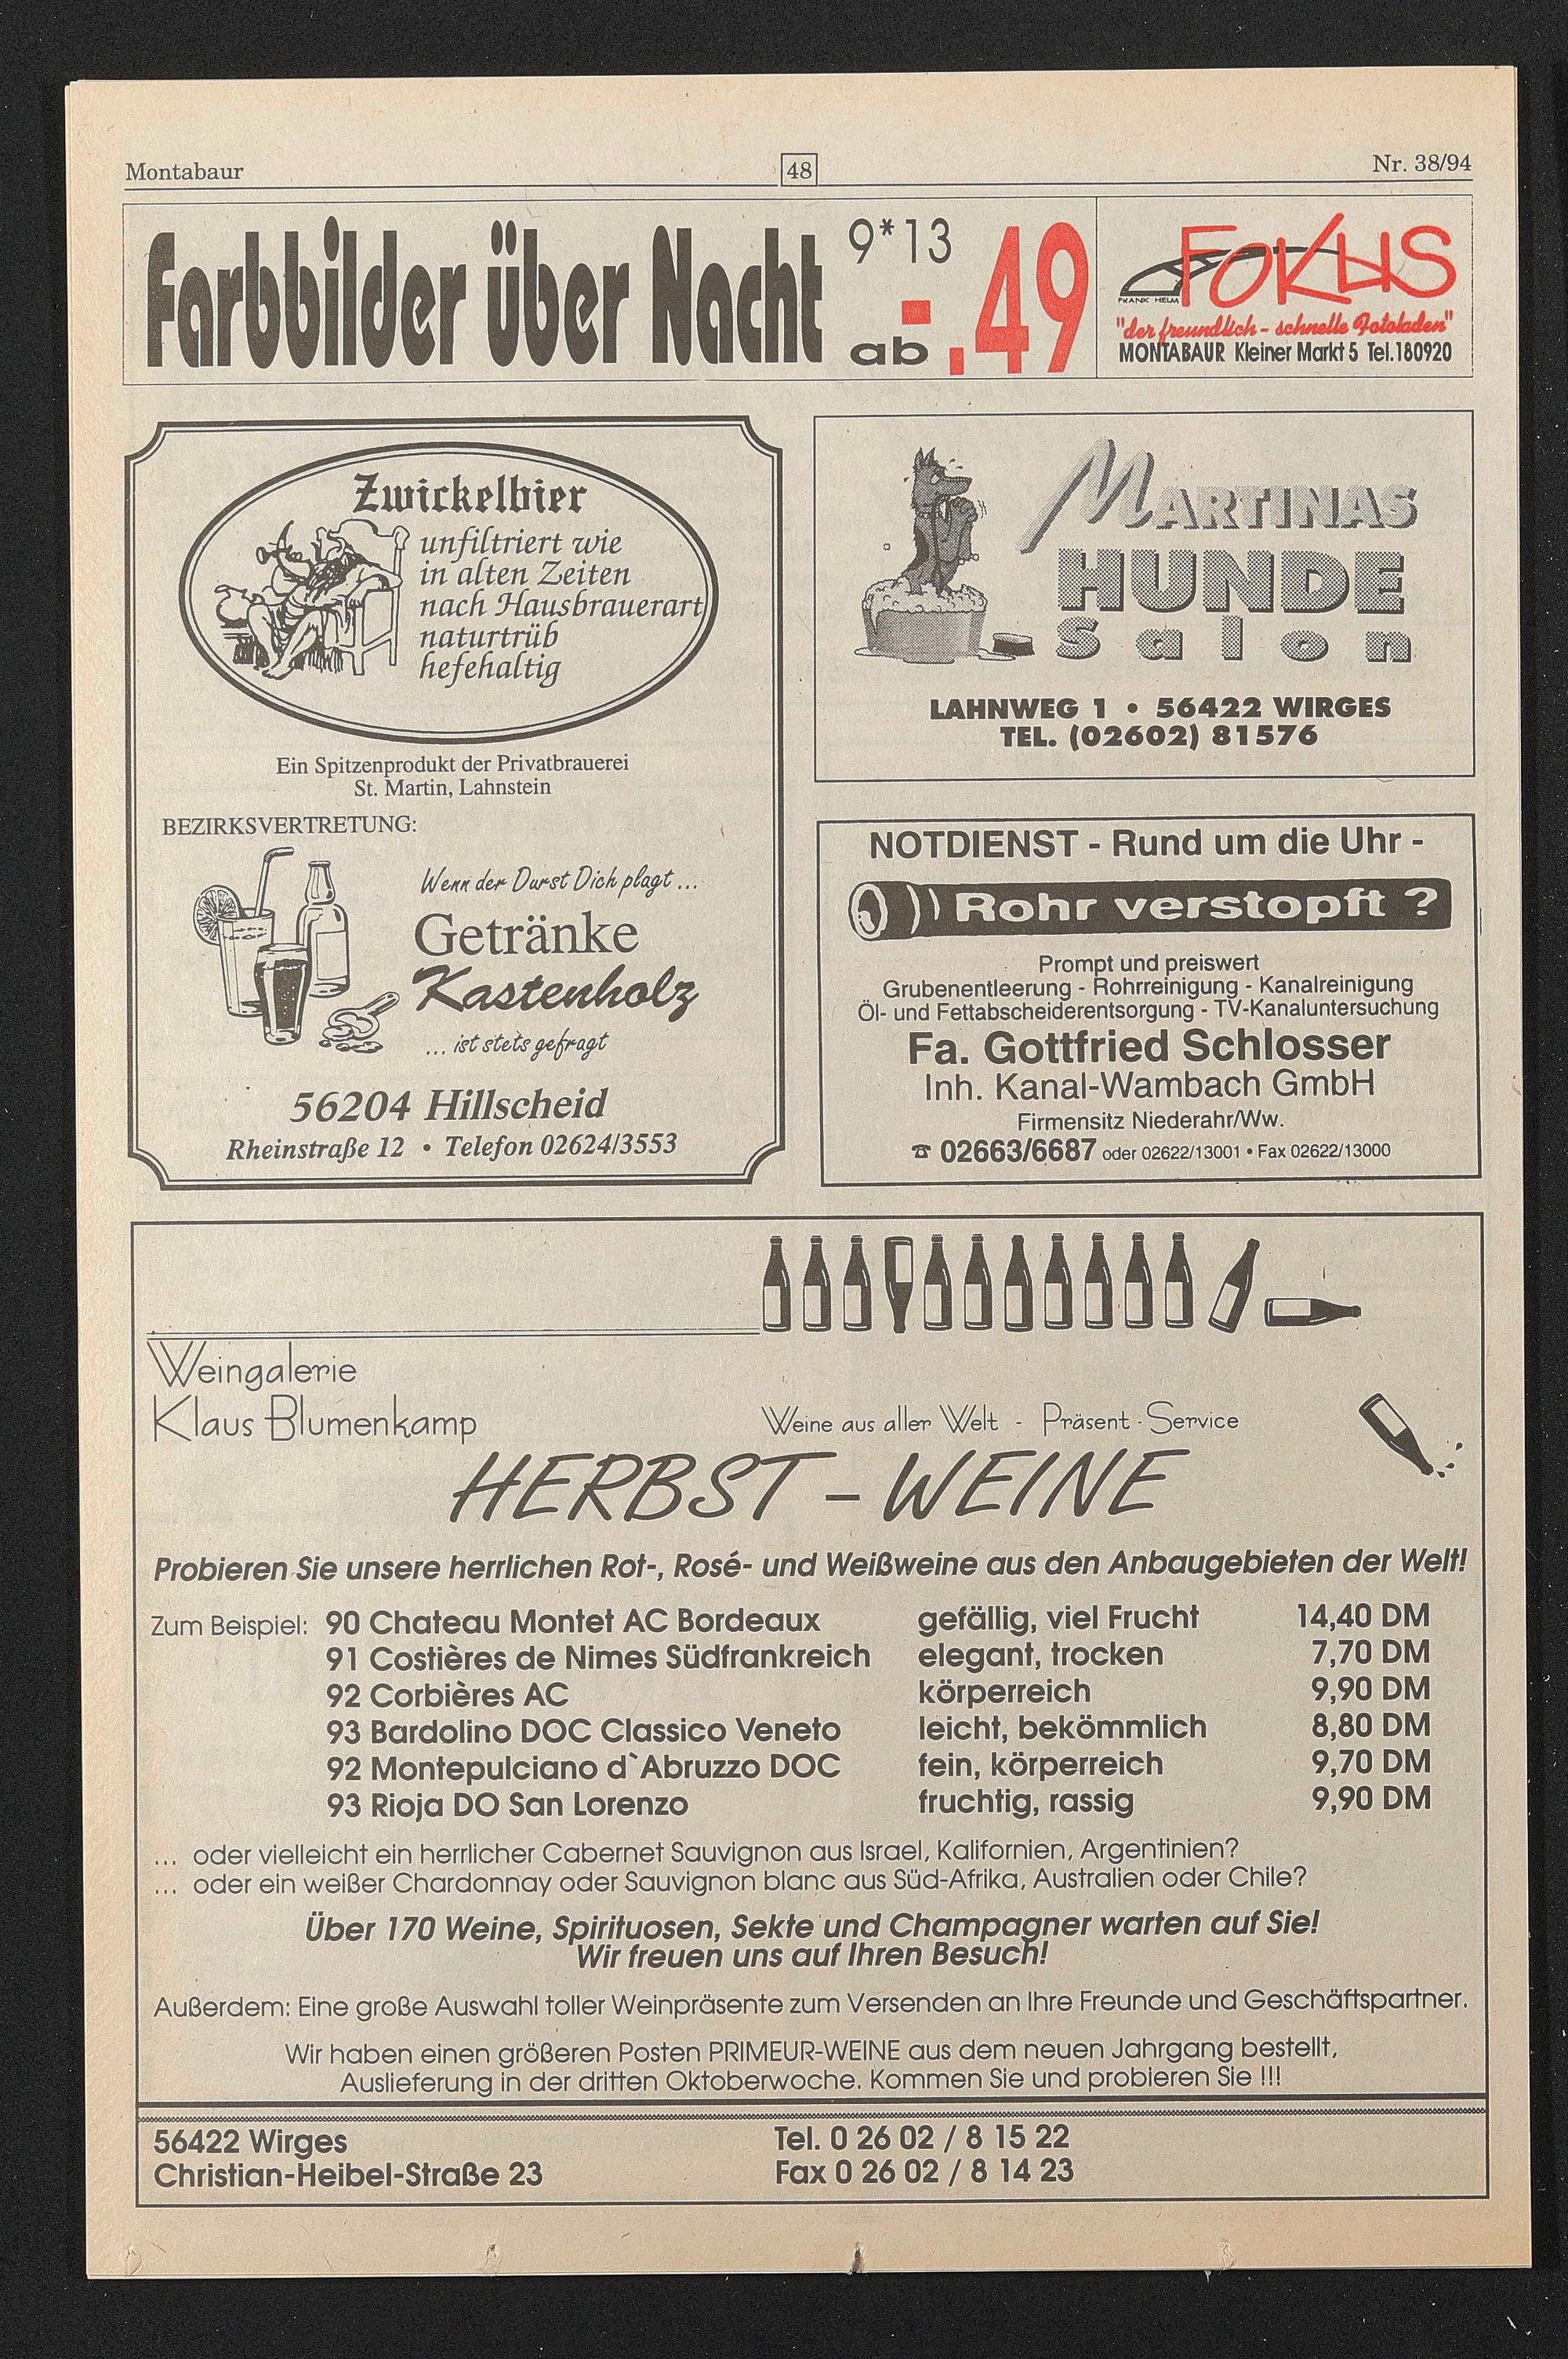 Montabaur
48
Nr. 38/94
Farbbilder über Nacht
9*13
ab -.49
FOKUS
FRANK HELM
"der freundlich - schnelle Fotoladen"
MONTABAUR Kleiner Markt 5 Tel.180920
Zwickelbier
unfiltriert wie
in alten Zeiten
nach Hausbrauerart
naturtrüb
hefehaltig
Ein Spitzenprodukt der Privatbrauerei
St. Martin, Lahnstein
BEZIRKSVERTRETUNG:
Wenn der Durst Dich plagt ...
Getränke
Kastenholz
... ist stets gefragt
56204 Hillscheid
Rheinstraße 12 • Telefon 02624/3553
MARTINAS
HUNDE
Salon
LAHNWEG 1 • 56422 WIRGES
TEL. (02602) 81576
NOTDIENST - Rund um die Uhr -
Rohr verstopft ?
Prompt und preiswert
Grubenentleerung - Rohrreinigung - Kanalreinigung
Öl- und Fettabscheiderentsorgung - TV-Kanaluntersuchung
Fa. Gottfried Schlosser
Inh. Kanal-Wambach GmbH
Firmensitz Niederahr/Ww.
☎ 02663/6687 oder 02622/13001 • Fax 02622/13000
Weingalerie
Klaus Blumenkamp
Weine aus aller Welt - Präsent - Service
HERBST - WEINE
Probieren Sie unsere herrlichen Rot-, Rosé- und Weißweine aus den Anbaugebieten der Welt!
Zum Beispiel: 90 Chateau Montet AC Bordeaux gefällig, viel Frucht 14,40 DM
91 Costières de Nimes Südfrankreich elegant, trocken 7,70 DM
92 Corbières AC körperreich 9,90 DM
93 Bardolino DOC Classico Veneto leicht, bekömmlich 8,80 DM
92 Montepulciano d`Abruzzo DOC fein, körperreich 9,70 DM
93 Rioja DO San Lorenzo fruchtig, rassig 9,90 DM
... oder vielleicht ein herrlicher Cabernet Sauvignon aus Israel, Kalifornien, Argentinien?
... oder ein weißer Chardonnay oder Sauvignon blanc aus Süd-Afrika, Australien oder Chile?
Über 170 Weine, Spirituosen, Sekte und Champagner warten auf Sie!
Wir freuen uns auf Ihren Besuch!
Außerdem: Eine große Auswahl toller Weinpräsente zum Versenden an Ihre Freunde und Geschäftspartner.
Wir haben einen größeren Posten PRIMEUR-WEINE aus dem neuen Jahrgang bestellt,
Auslieferung in der dritten Oktoberwoche. Kommen Sie und probieren Sie !!!
56422 Wirges
Christian-Heibel-Straße 23
Tel. 0 26 02 / 8 15 22
Fax 0 26 02 / 8 14 23